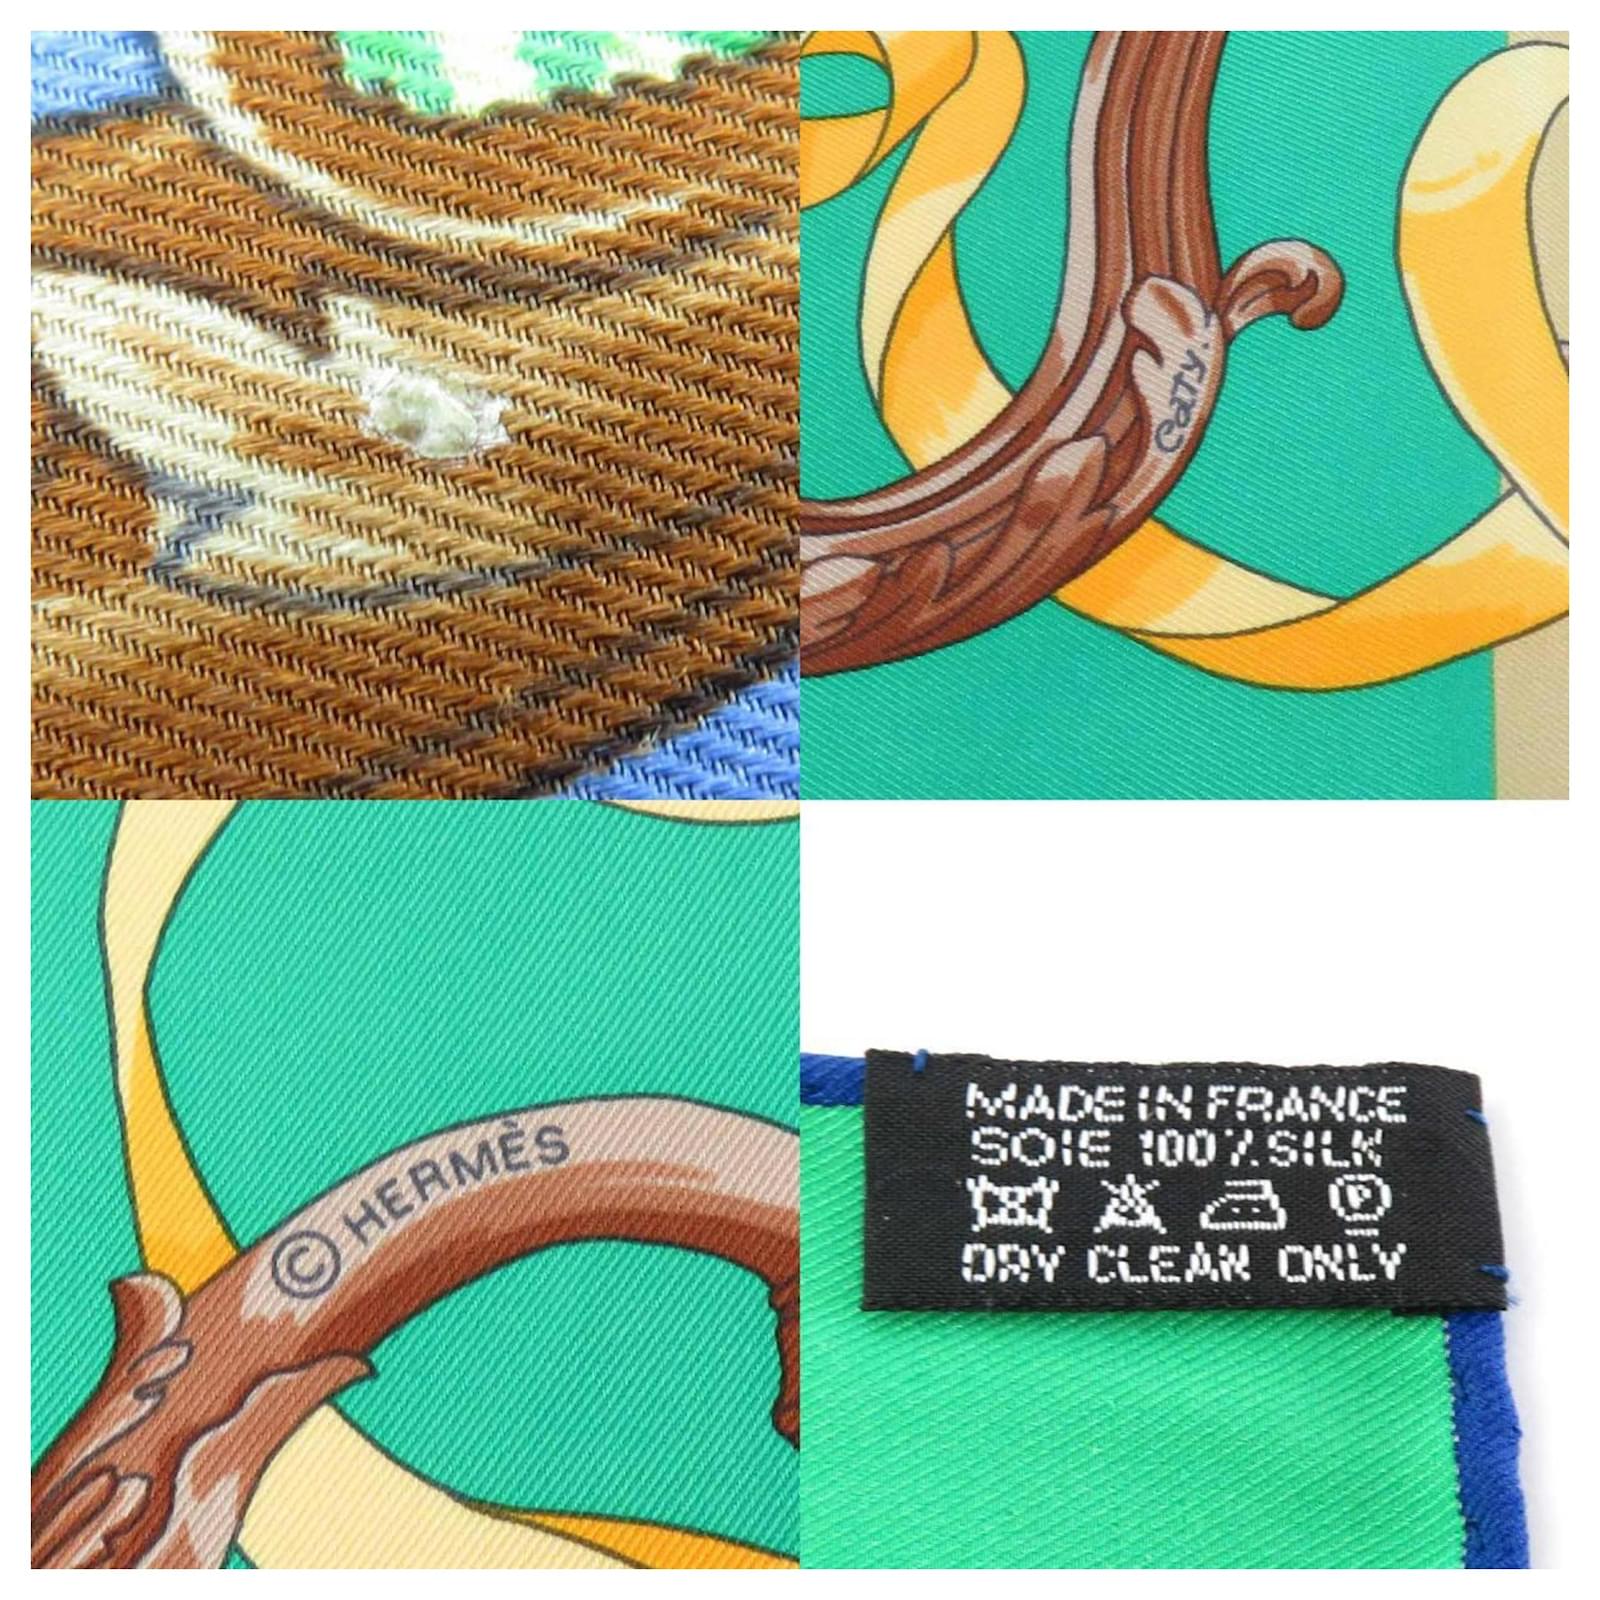 Caty.
© HERMÈS
MADE IN FRANCE
SOIE 100% SILK
P
DRY CLEAN ONLY